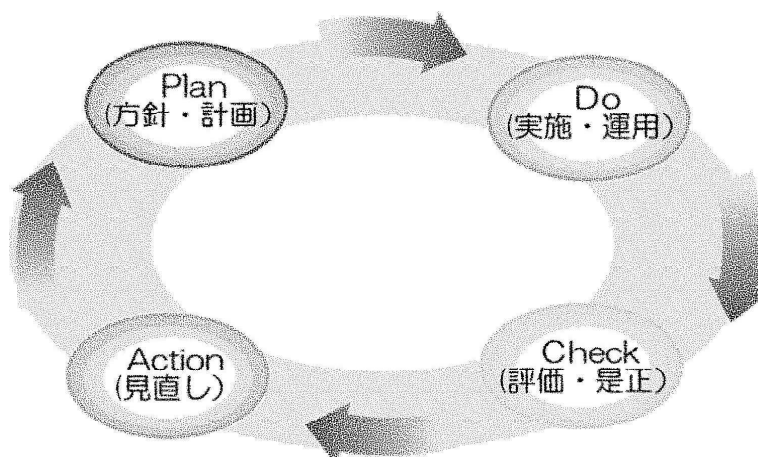 Plan
(方針・計画)
Do
(実施・運用)
Check
(評価・是正)
Action
(見直し)